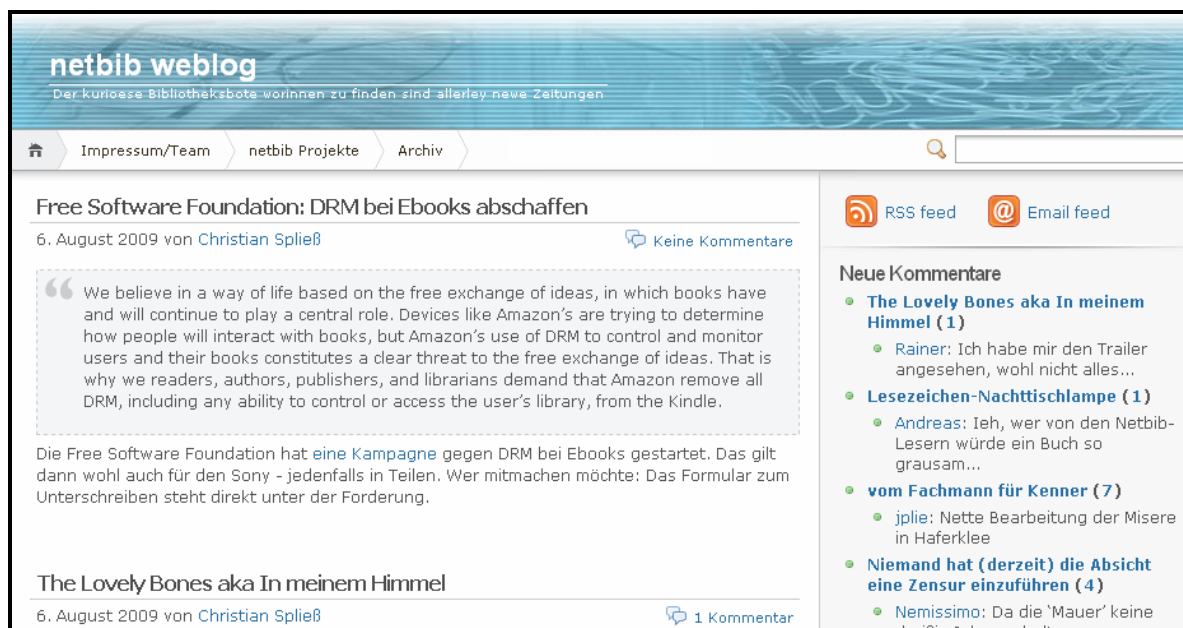 netbib weblog
Der kurioese Bibliotheksbote worinnen zu finden sind allerley newe Zeitungen
Impressum/Team
netbib Projekte
Archiv
Free Software Foundation: DRM bei Ebooks abschaffen
6. August 2009 von Christian Spließ
Keine Kommentare
We believe in a way of life based on the free exchange of ideas, in which books have
and will continue to play a central role. Devices like Amazon's are trying to determine
how people will interact with books, but Amazon's use of DRM to control and monitor
users and their books constitutes a clear threat to the free exchange of ideas. That is
why we readers, authors, publishers, and librarians demand that Amazon remove all
DRM, including any ability to control or access the user's library, from the Kindle.
Die Free Software Foundation hat eine Kampagne gegen DRM bei Ebooks gestartet. Das gilt
dann wohl auch für den Sony - jedenfalls in Teilen. Wer mitmachen möchte: Das Formular zum
Unterschreiben steht direkt unter der Forderung.
The Lovely Bones aka In meinem Himmel
6. August 2009 von Christian Spließ
1 Kommentar
RSS feed
Email feed
Neue Kommentare
The Lovely Bones aka In meinem
Himmel (1)
Rainer: Ich habe mir den Trailer
angesehen, wohl nicht alles...
Lesezeichen-Nachttischlampe (1)
Andreas: Ieh, wer von den Netbib-
Lesern würde ein Buch so
grausam...
vom Fachmann für Kenner (7)
jplie: Nette Bearbeitung der Misere
in Haferklee
Niemand hat (derzeit) die Absicht
eine Zensur einzuführen (4)
Nemissimo: Da die 'Mauer' keine